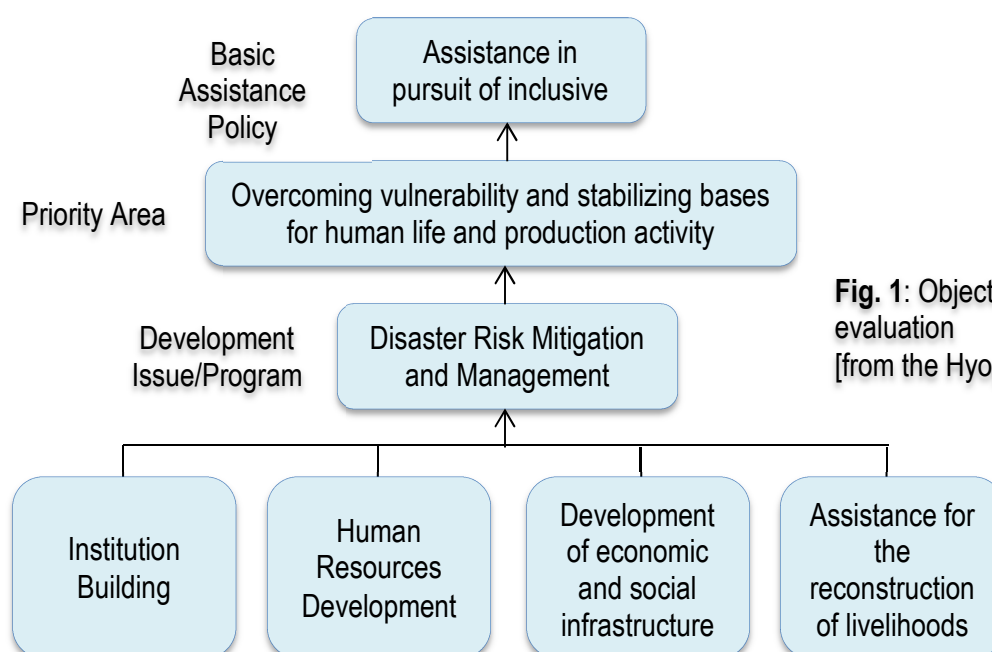 Basic
Assistance
Policy
Assistance in
pursuit of inclusive
Priority Area
Overcoming vulnerability and stabilizing bases
for human life and production activity
Development
Issue/Program
Disaster Risk Mitigation
and Management
Fig. 1: Object
evaluation
[from the Hyo
Institution
Building
Human
Resources
Development
Development
of economic
and social
infrastructure
Assistance for
the
reconstruction
of livelihoods